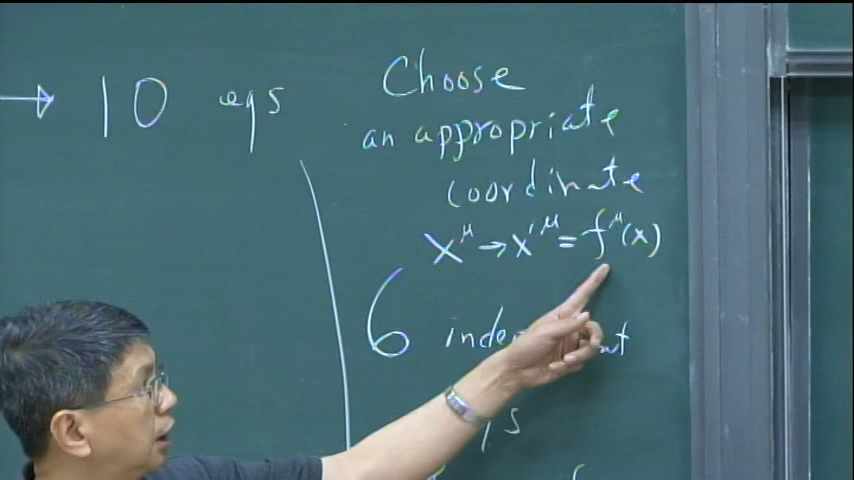 → 10 eqs
Choose
an appropriate
coordinate
x^μ → x'^μ = f^μ(x)
6